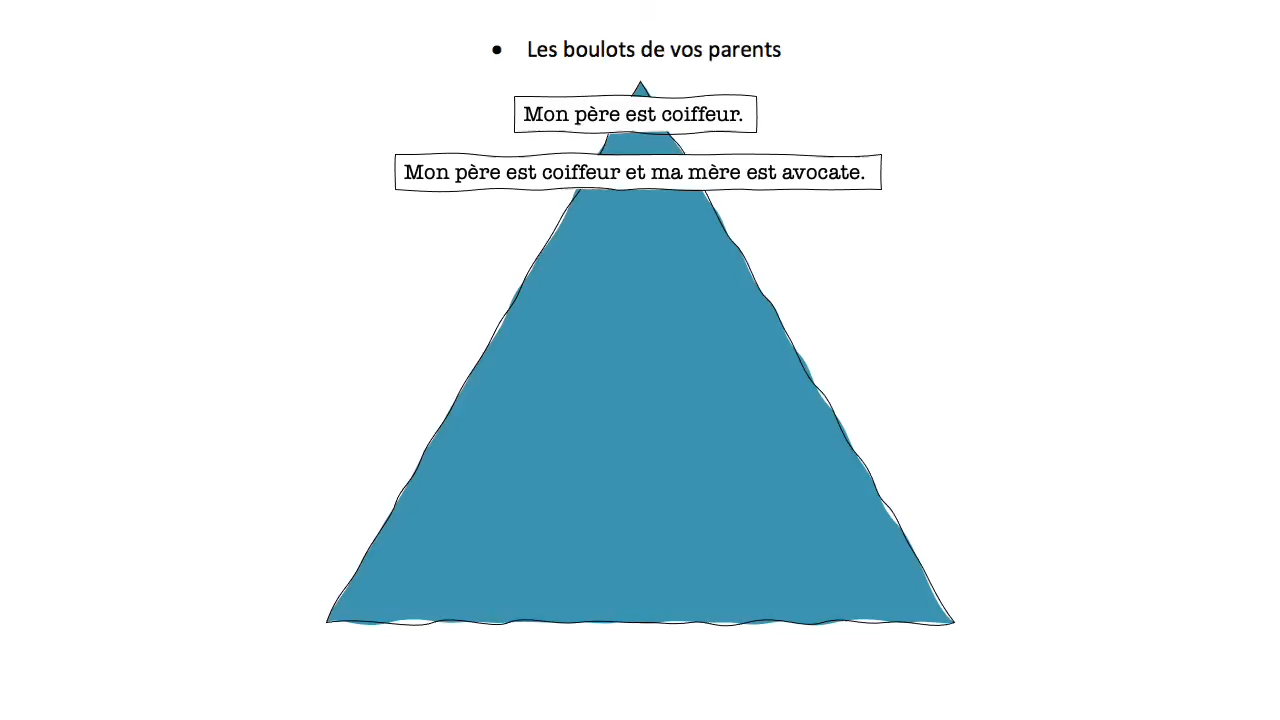 • Les boulots de vos parents
Mon père est coiffeur.
Mon père est coiffeur et ma mère est avocate.